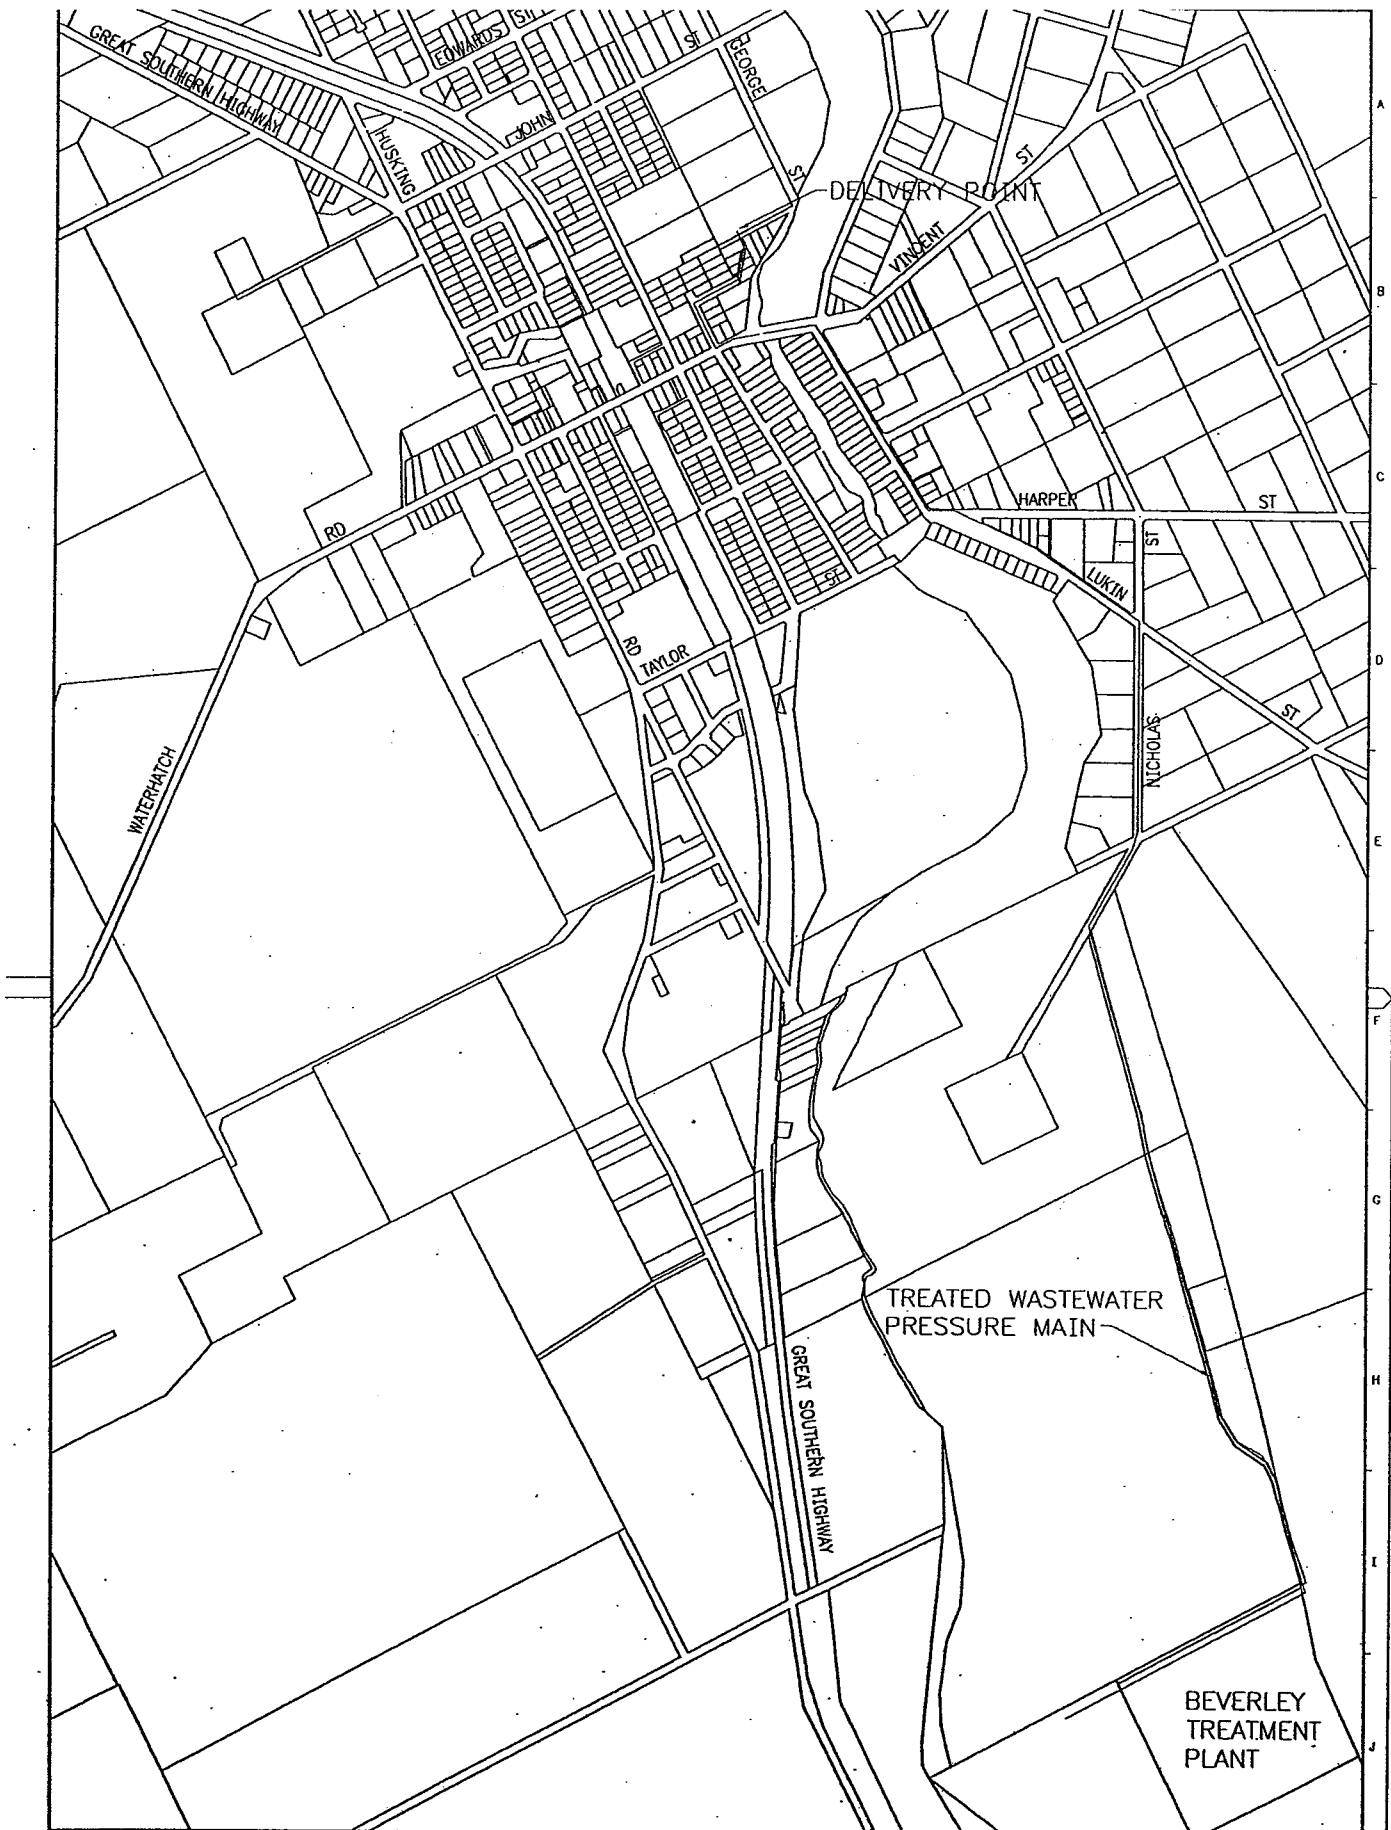 EDWARDS ST
GREAT SOUTHERN HIGHWAY
ST
GEORGE
JOHN
HUSKING
ST
ST
DELIVERY POINT
VINCENT
A
B
C
HARPER
ST
RD
ST
LUKIN
ST
RD
TAYLOR
D
ST
NICHOLAS
WATERHATCH
E
F
G
TREATED WASTEWATER
PRESSURE MAIN
GREAT SOUTHERN HIGHWAY
H
I
BEVERLEY
TREATMENT
PLANT
J